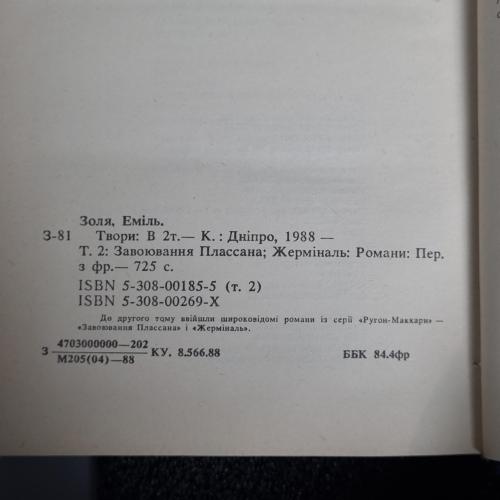 Золя, Еміль.
З-81 Твори: В 2т.— К. : Дніпро, 1988 —
Т. 2: Завоювання Плассана; Жерміналь: Романи: Пер.
з фр.— 725 с.
ISBN 5-308-00185-5 (т. 2)
ISBN 5-308-00269-X
До другого тому ввійшли широковідомі романи із серії «Ругон-Маккари» —
«Завоювання Плассана» і «Жерміналь».
4703000000—202
З КУ. 8.566.88 ББК 84.4фр
М205(04)—88